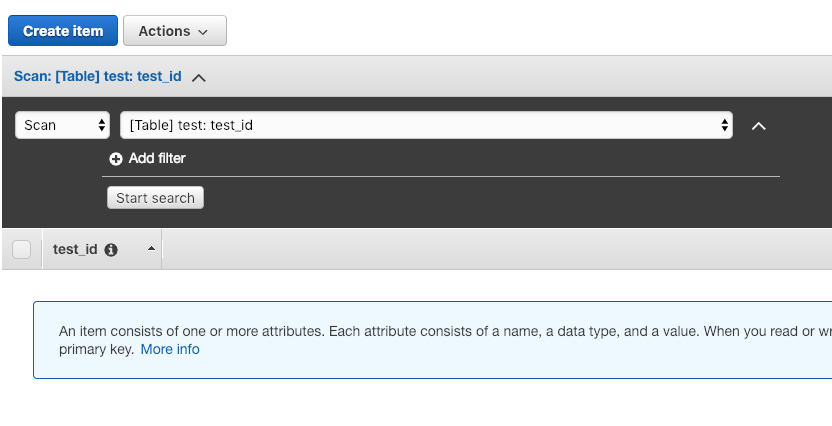 Create item Actions
Scan: [Table] test: test_id
Scan [Table] test: test_id
Add filter
Start search
test_id
An item consists of one or more attributes. Each attribute consists of a name, a data type, and a value. When you read or
primary key. More info